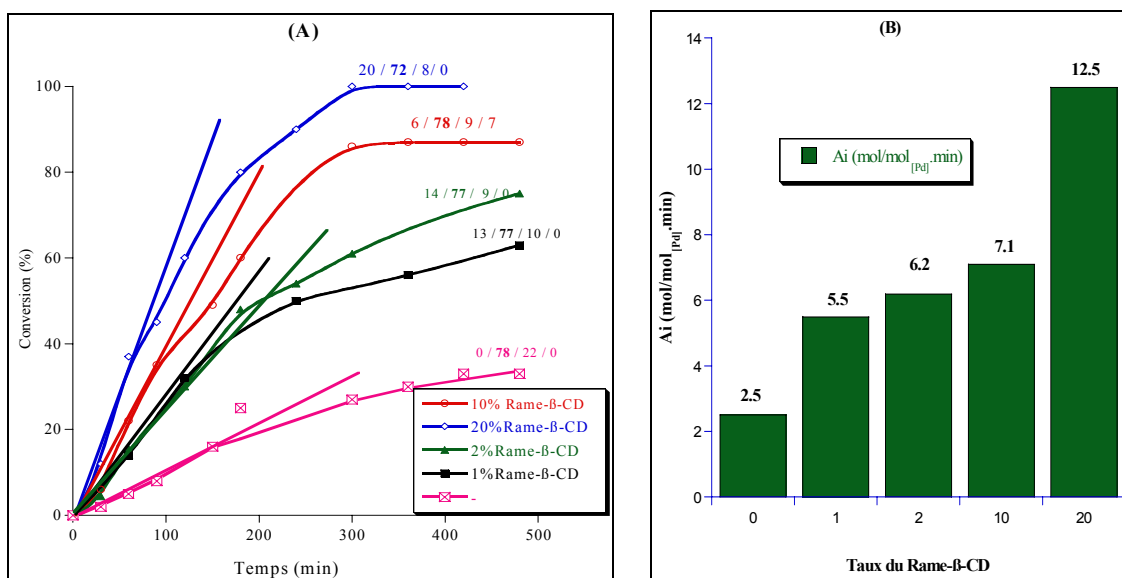 (A)
20 / 72 / 8/ 0
100
6 / 78 / 9 / 7
80
14 / 77 / 9 / 0
13 / 77 / 10 / 0
60
Conversion (%)
40
0 / 78 / 22 / 0
20
10% Rame-ß-CD
20%Rame-ß-CD
2%Rame-ß-CD
1%Rame-ß-CD
-
0
0 100 200 300 400 500
Temps (min)
(B)
14
12.5
12
Ai (mol/mol[Pd].min)
10
8
7.1
6.2
5.5
6
Ai (mol/mol[Pd].min)
4
2.5
2
0
0 1 2 10 20
Taux du Rame-ß-CD